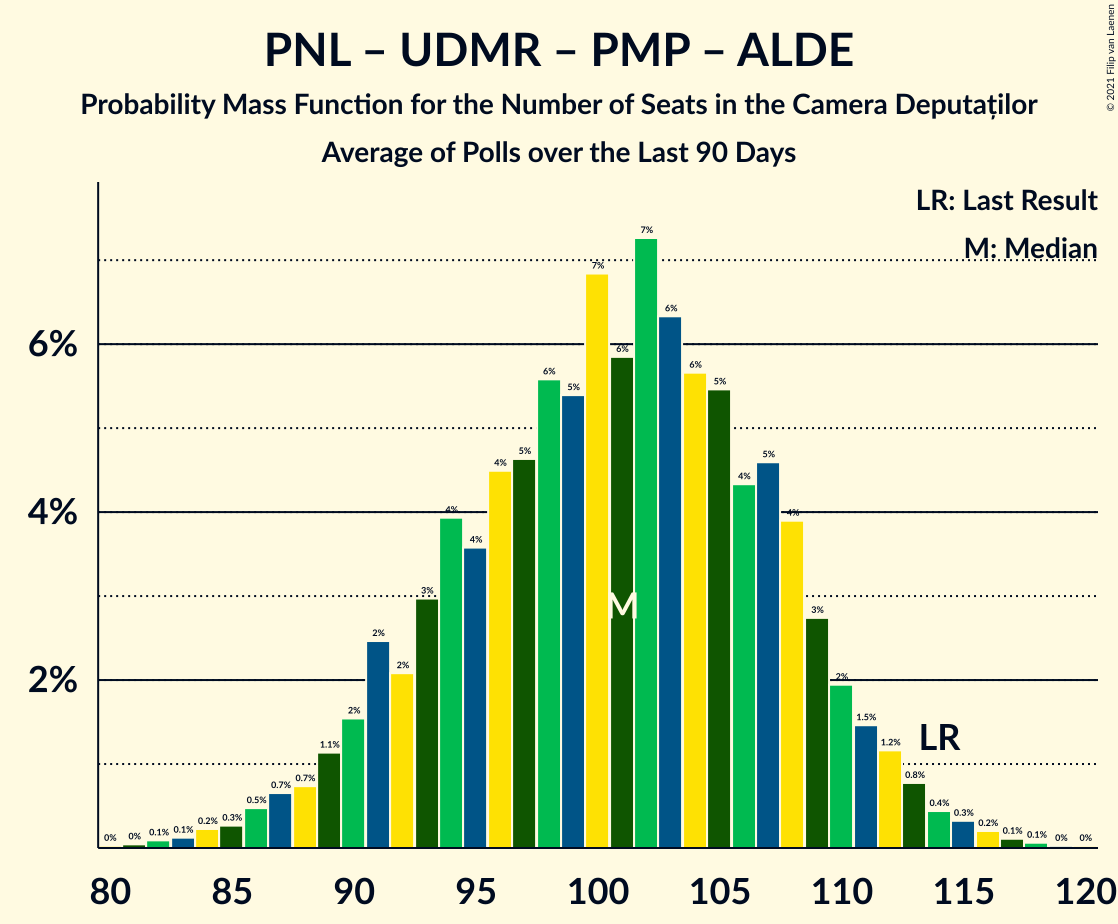 PNL – UDMR – PMP – ALDE
Probability Mass Function for the Number of Seats in the Camera Deputaților
Average of Polls over the Last 90 Days
© 2021 Filip van Laenen
LR: Last Result
M: Median
6%
4%
2%
0% 0% 0.1% 0.1% 0.2% 0.3% 0.5% 0.7% 0.7% 1.1% 2% 2% 2% 3% 4% 4% 4% 5% 6% 5% 7% 6% 7% 6% 6% 5% 4% 5% 4% 3% 2% 1.5% 1.2% 0.8% 0.4% 0.3% 0.2% 0.1% 0.1% 0% 0%
M
LR
80 85 90 95 100 105 110 115 120